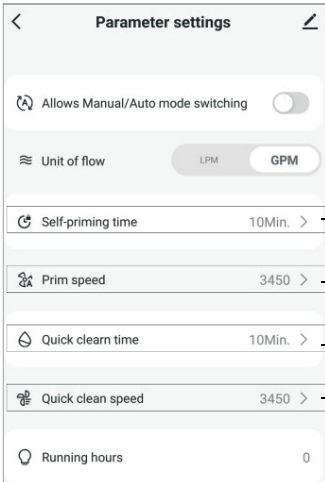 Parameter settings
Allows Manual/Auto mode switching
Unit of flow LPM GPM
Self-priming time 10Min.
Prim speed 3450
Quick clearn time 10Min.
Quick clean speed 3450
Running hours 0